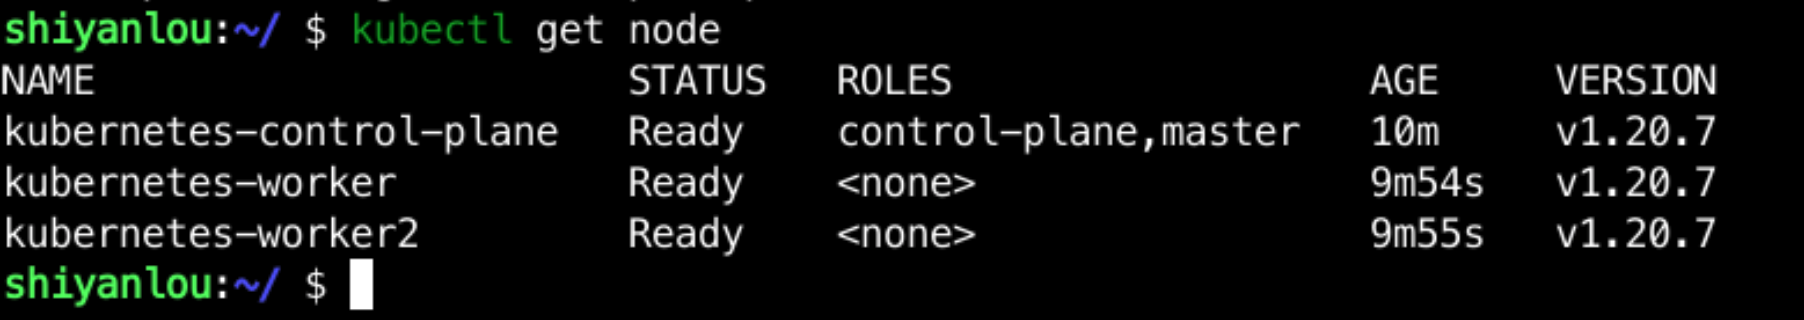 shiyanlou:~/ $ kubectl get node
NAME STATUS ROLES AGE VERSION
kubernetes-control-plane Ready control-plane,master 10m v1.20.7
kubernetes-worker Ready <none> 9m54s v1.20.7
kubernetes-worker2 Ready <none> 9m55s v1.20.7
shiyanlou:~/ $